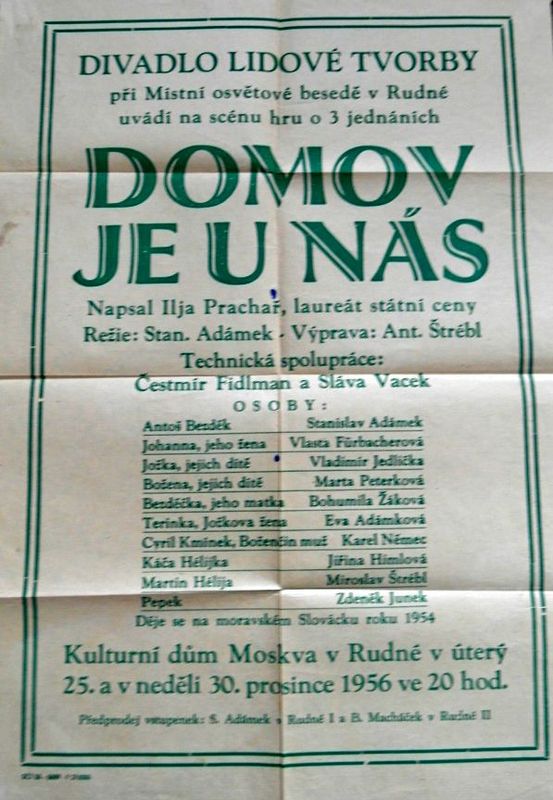 DIVADLO LIDOVÉ TVORBY
při Místní osvětové besedě v Rudné
uvádí na scénu hru o 3 jednáních
DOMOV
JE U NÁS
Napsal Ilja Prachař, laureát státní ceny
Režie: Stan. Adámek . Výprava: Ant. Štrébl
Technická spolupráce:
Čestmír Fidlman a Sláva Vacek
OSOBY:
Antoš Bezděk Stanislav Adámek
Johanna, jeho žena Vlasta Fürbacherová
Jožka, jejich dítě Vladimír Jedlička
Božena, jejich dítě Marta Peterková
Bezděčka, jeho matka Bohumila Žáková
Terinka, Jožkova žena Eva Adámková
Cyril Kmínek, Boženčin muž Karel Němec
Káča Hélijka Jiřina Himlová
Martin Hélija Miroslav Štrébl
Pepek Zdeněk Junek
Děje se na moravském Slovácku roku 1954
Kulturní dům Moskva v Rudné v úterý
25. a v neděli 30. prosince 1956 ve 20 hod.
Předprodej vstupenek: S. Adámek v Rudné I a B. Macháček v Rudné II